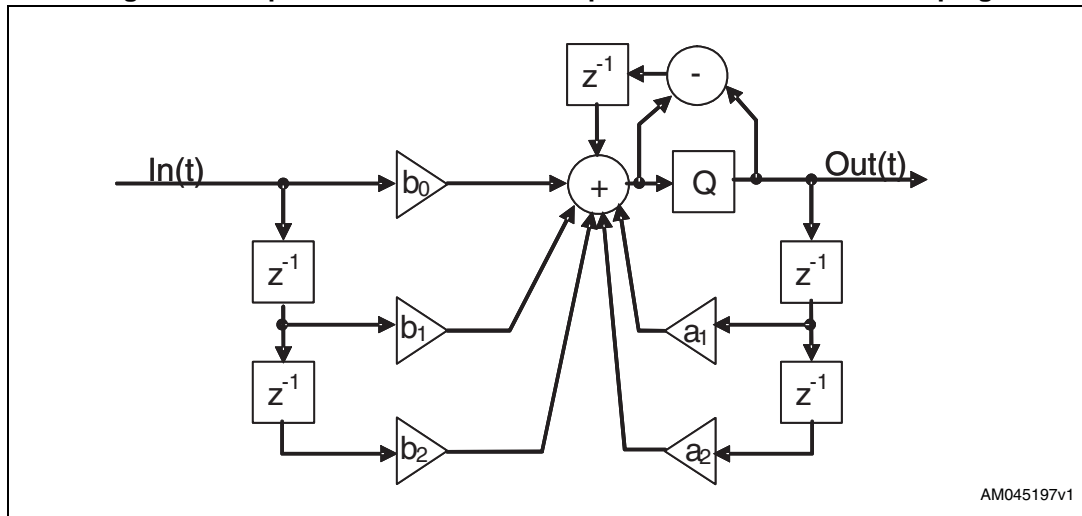 z-1
-
In(t)
b0
+
Q
Out(t)
z-1
z-1
b1
a1
z-1
z-1
b2
a2
AM045197v1